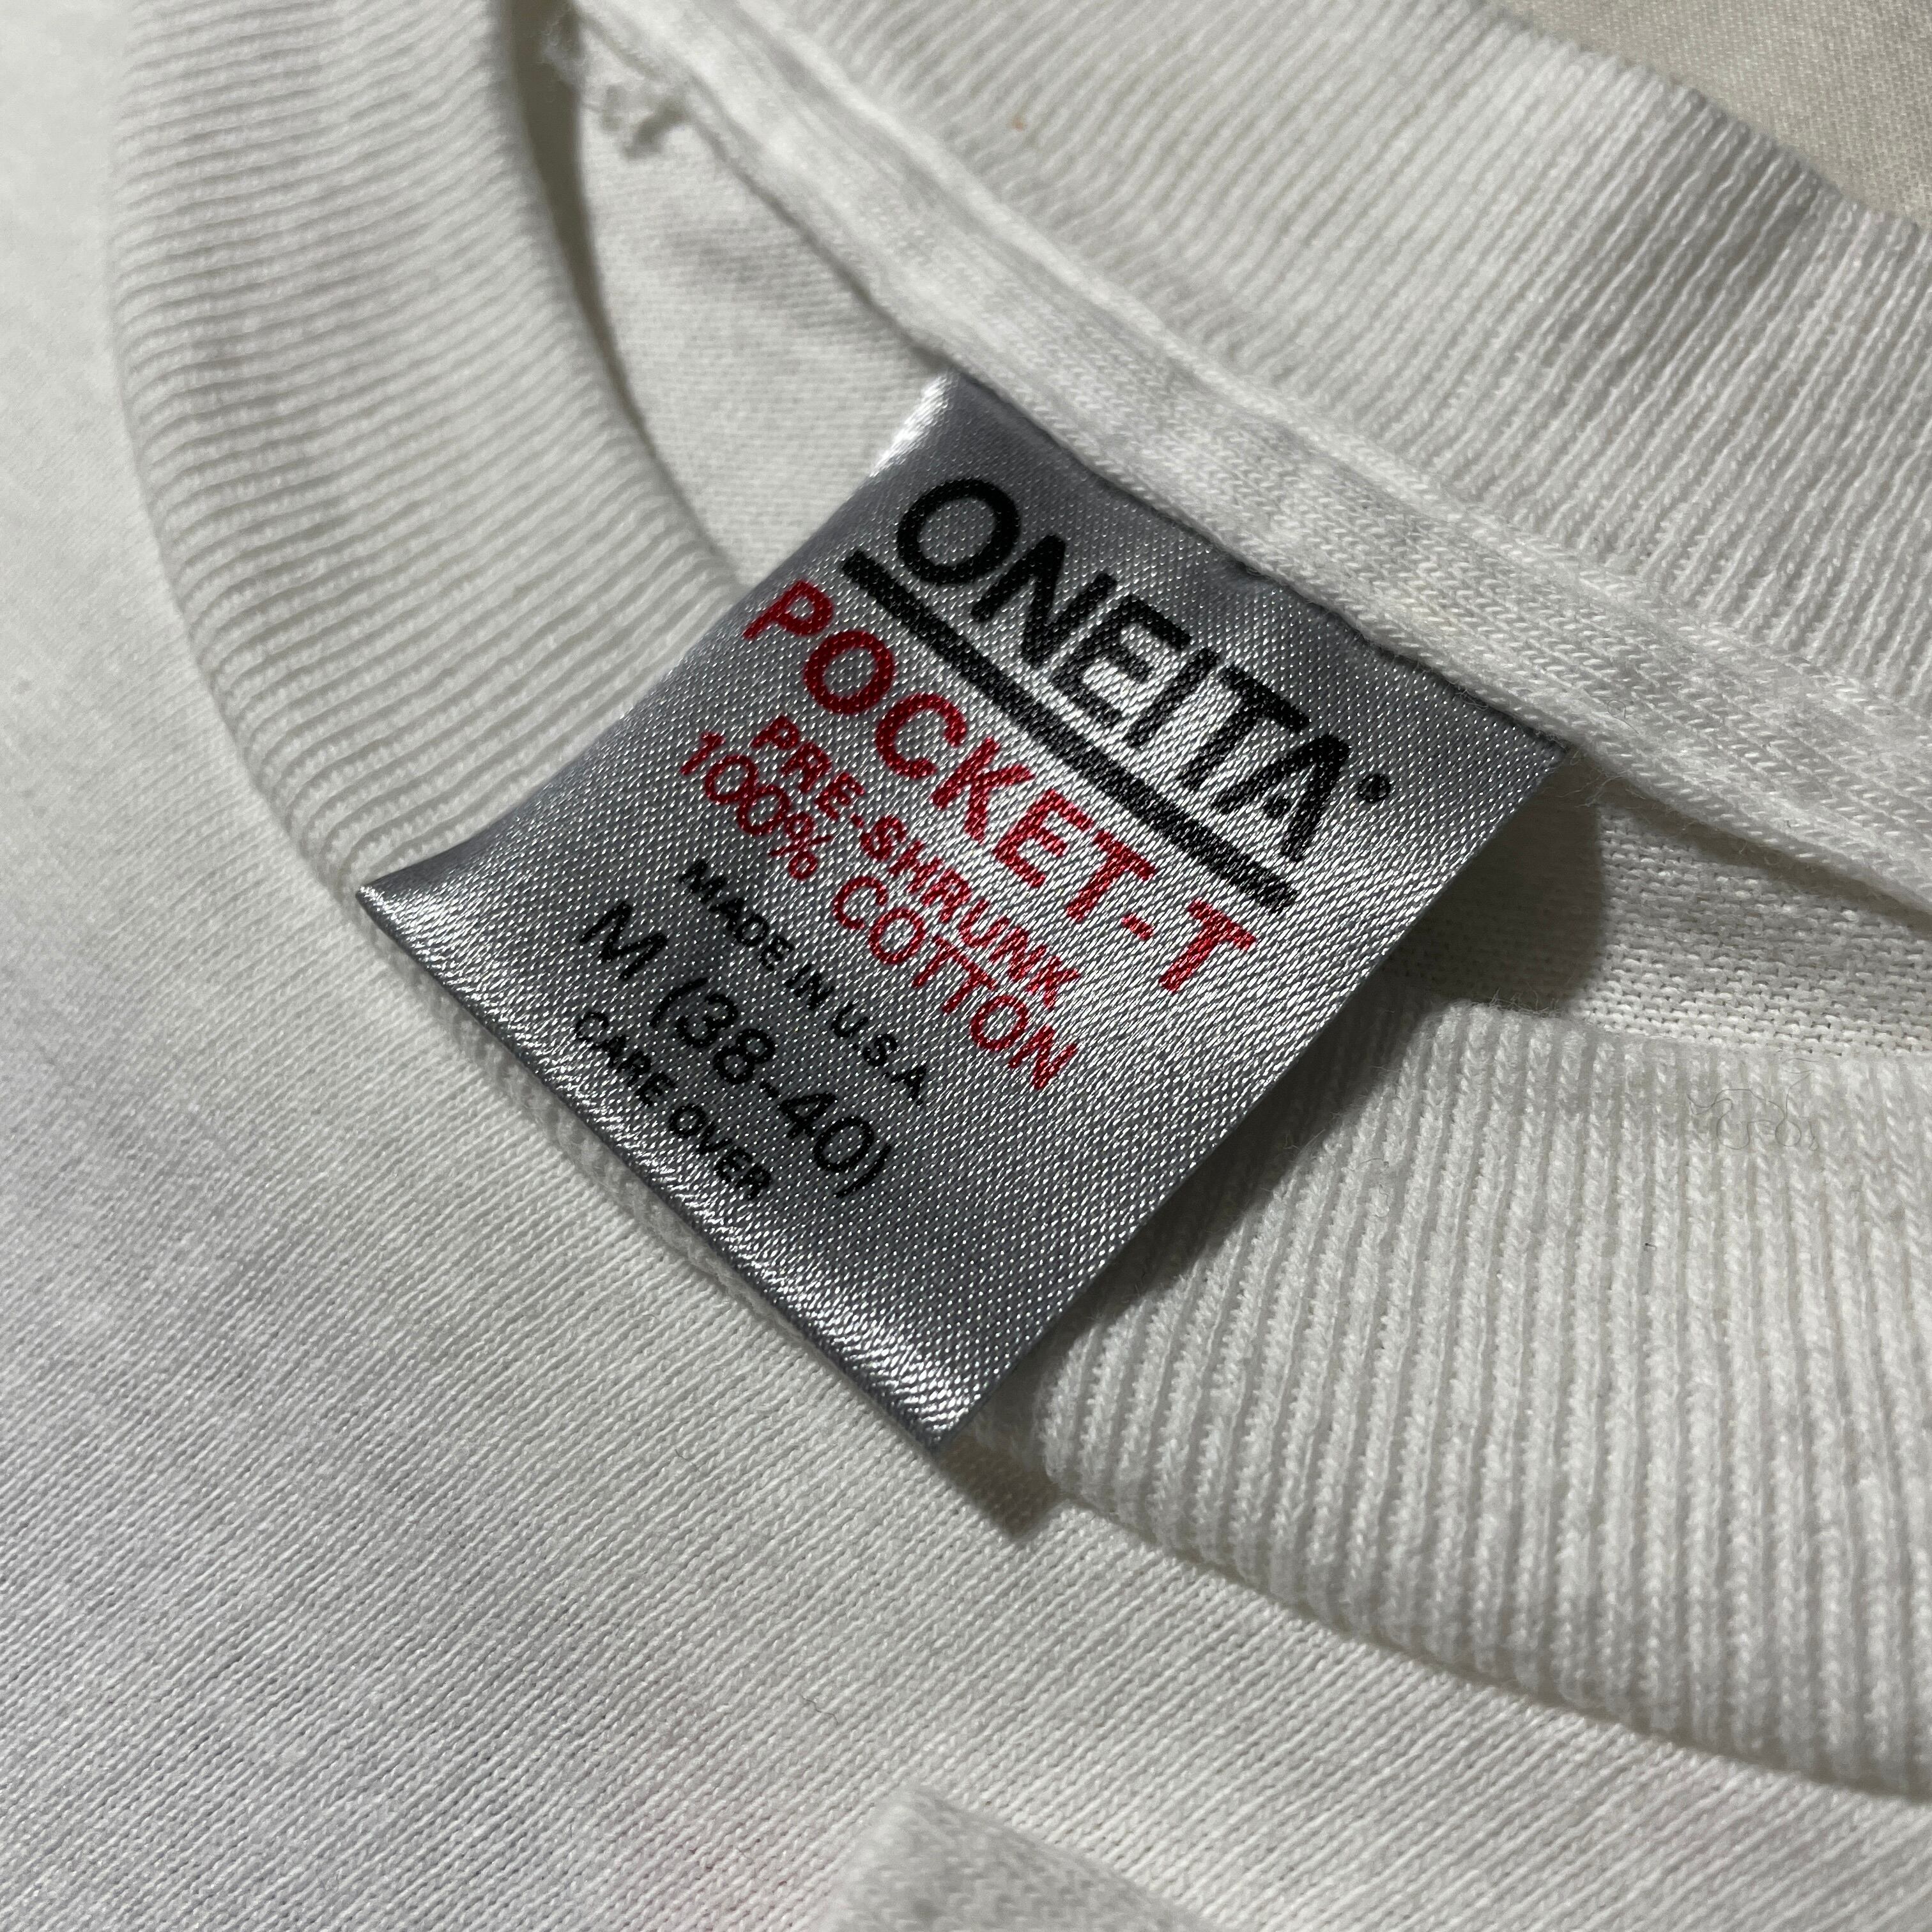 ONEITA
POCKET-T
PRE-SHRUNK
100% COTTON
MADE IN U.S.A.
M (38-40)
CARE OVER